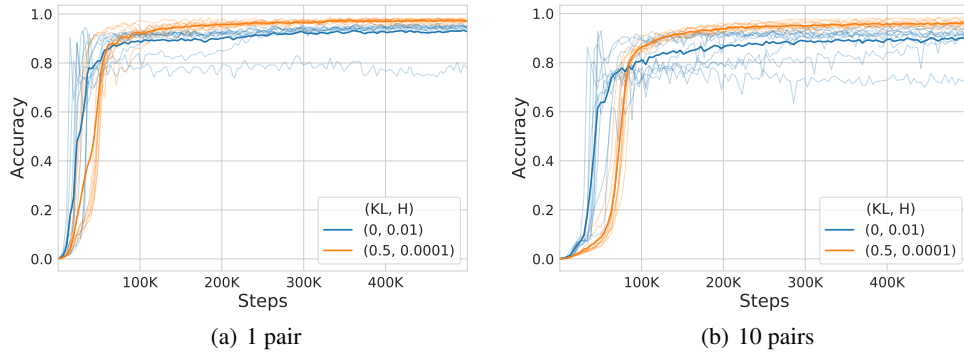 1.0
0.8
0.6
0.4
0.2
0.0
Accuracy
100K 200K 300K 400K
Steps
(KL, H)
(0, 0.01)
(0.5, 0.0001)
(a) 1 pair
1.0
0.8
0.6
0.4
0.2
0.0
Accuracy
100K 200K 300K 400K
Steps
(KL, H)
(0, 0.01)
(0.5, 0.0001)
(b) 10 pairs